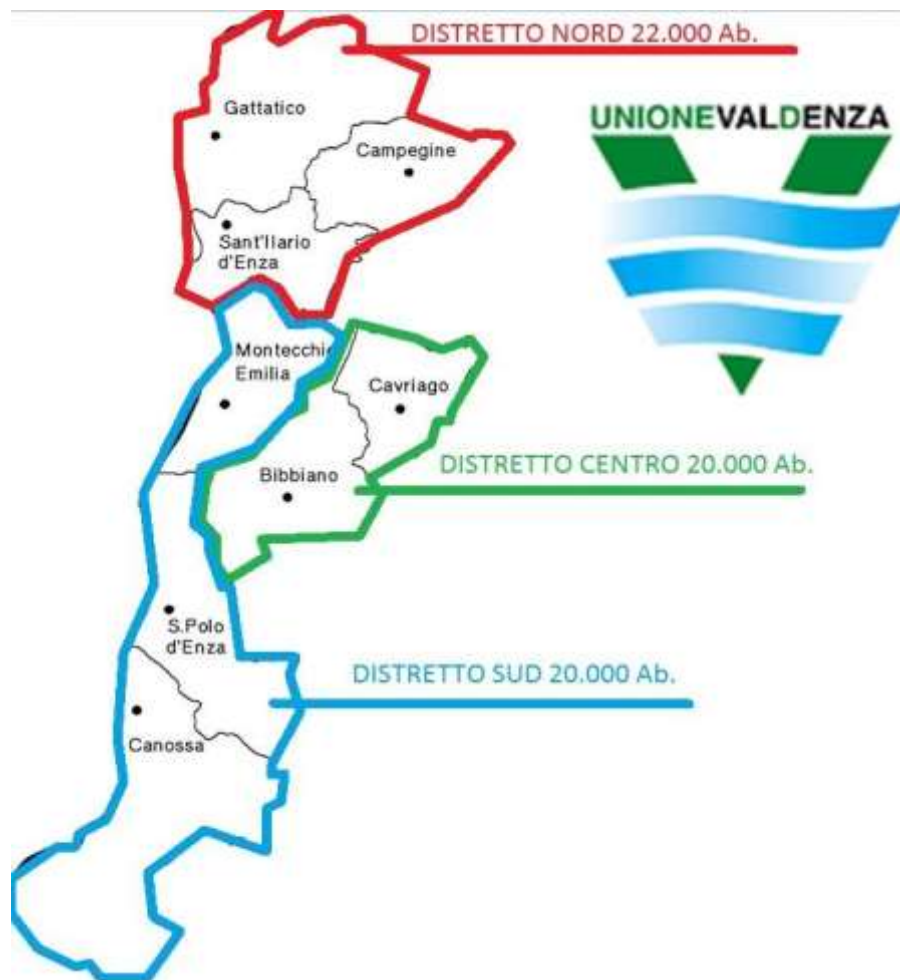 DISTRETTO NORD 22.000 Ab.
Gattatico
UNIONEVALDENZA
Campegine
Sant'Ilario
d'Enza
Montecchio
Emilia
Cavriago
DISTRETTO CENTRO 20.000 Ab.
Bibbiano
S.Polo
d'Enza
DISTRETTO SUD 20.000 Ab.
Canossa